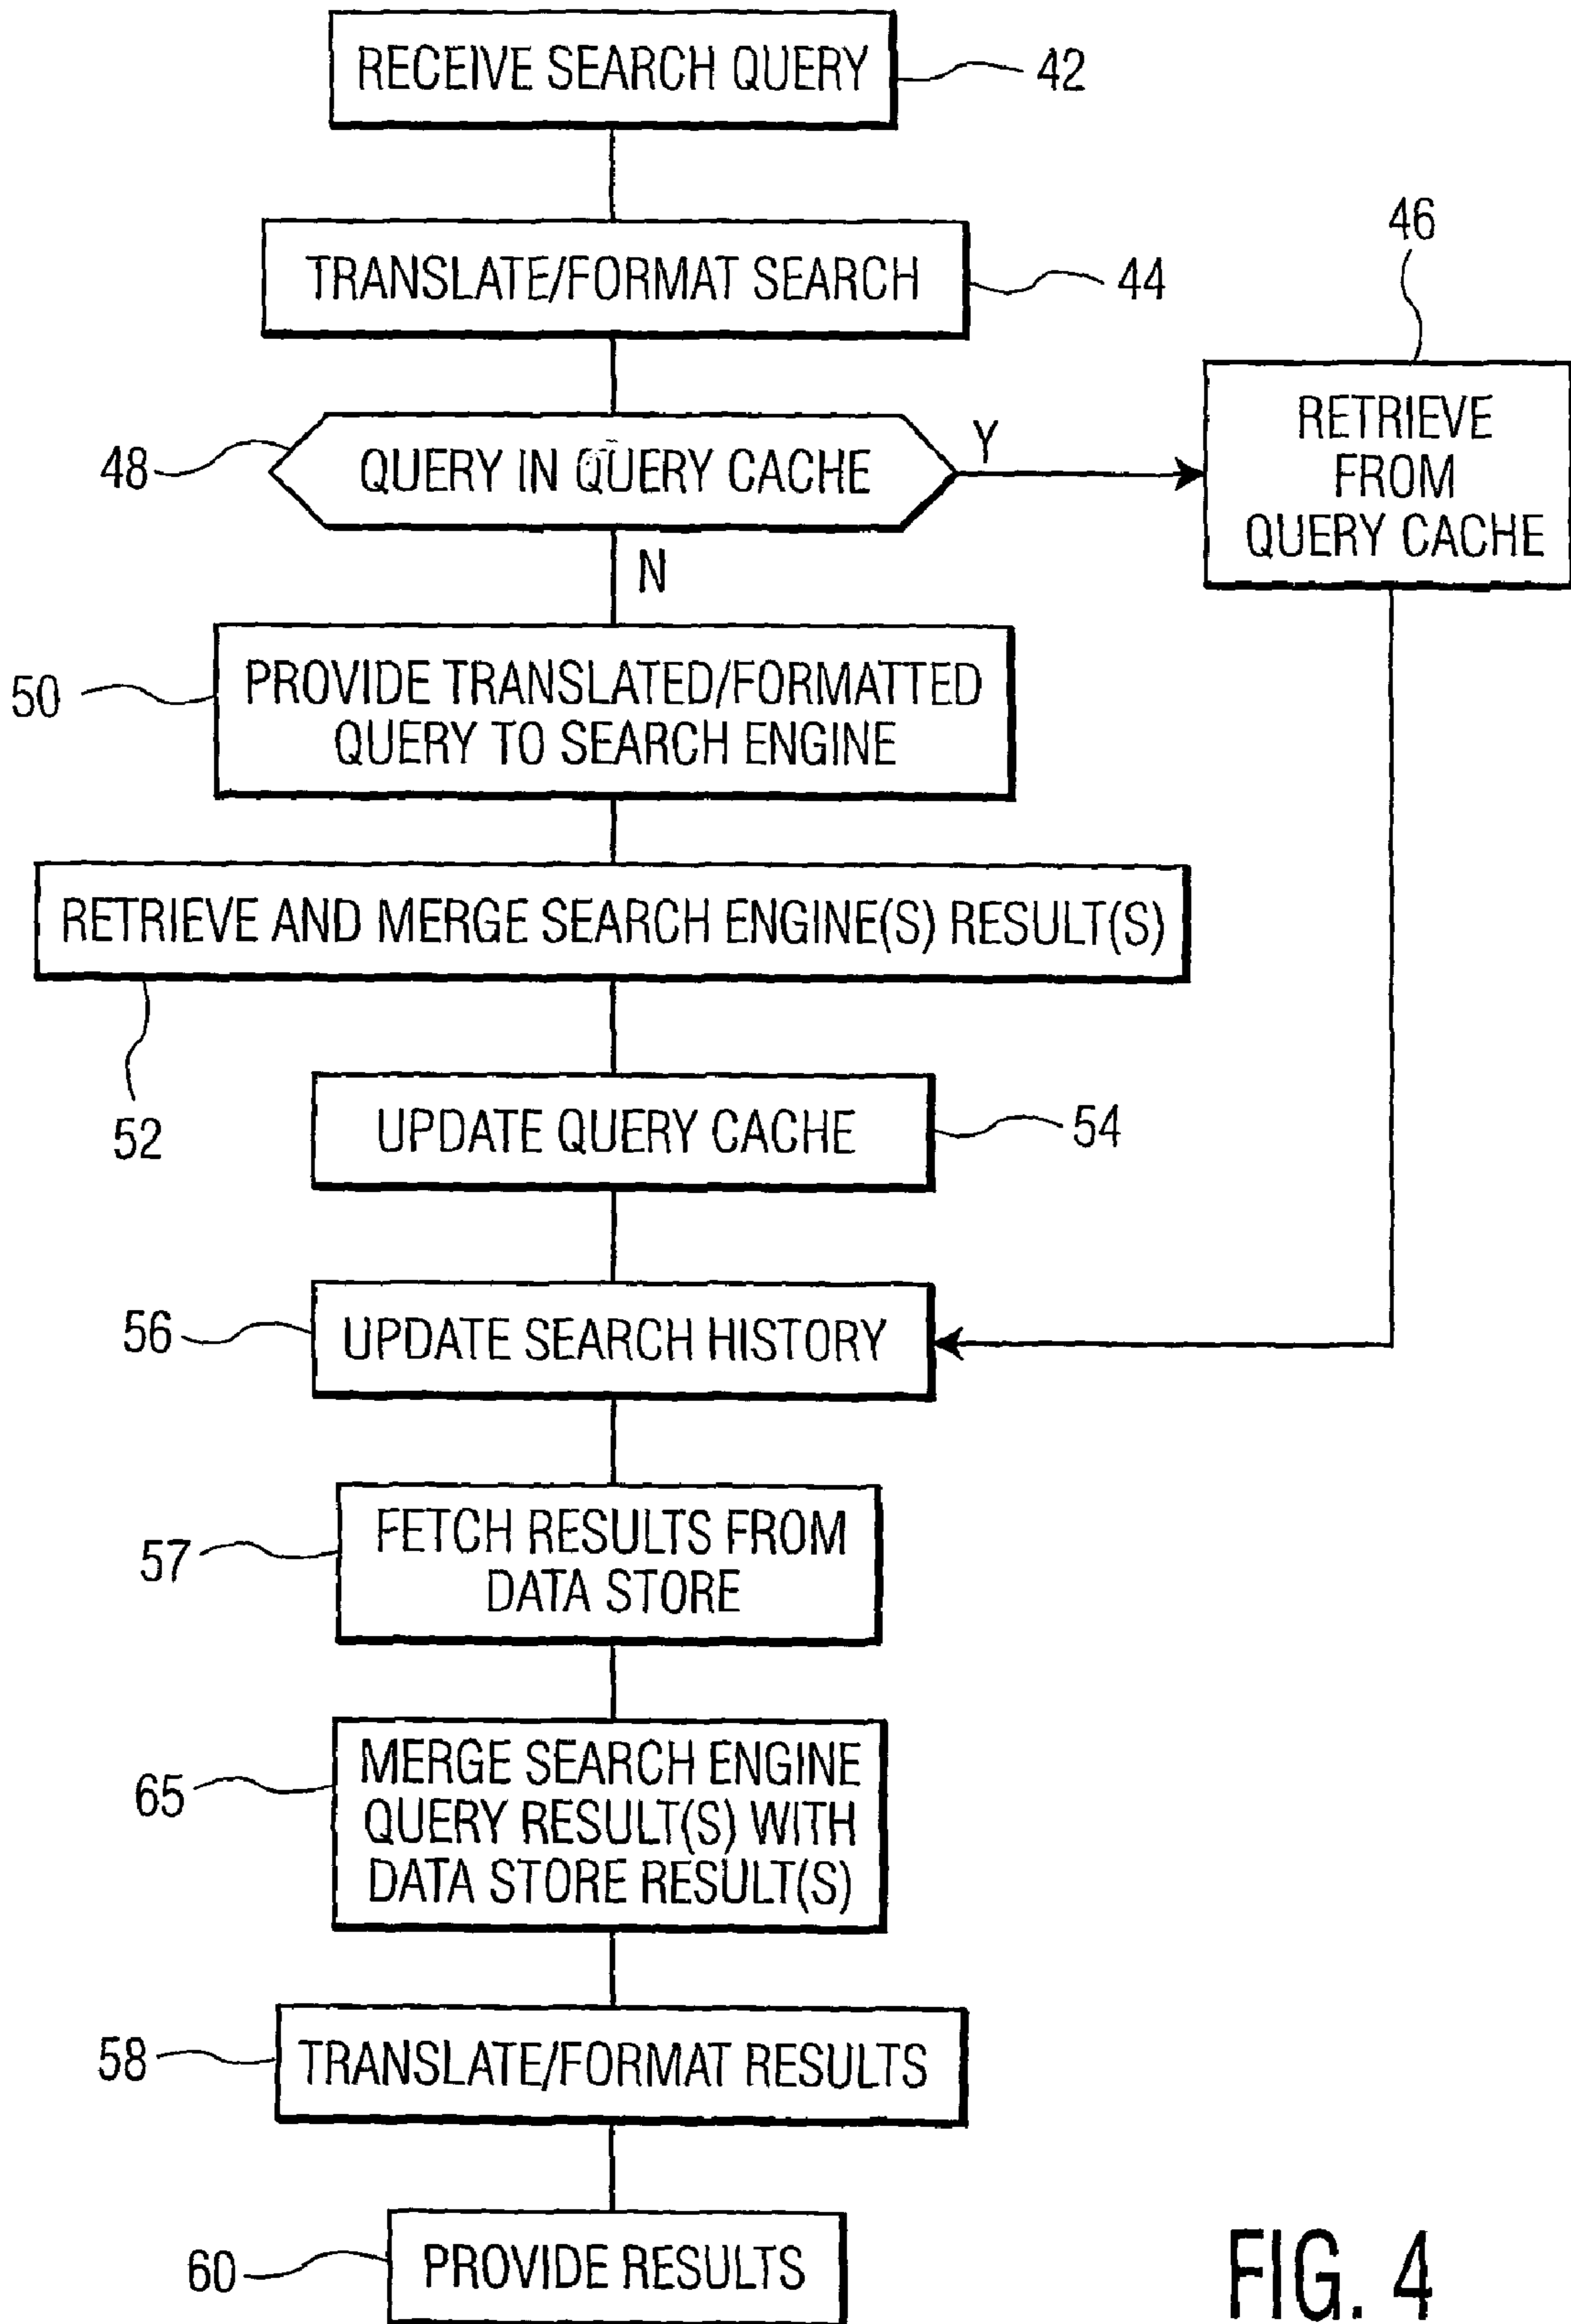 RECEIVE SEARCH QUERY
42
TRANSLATE/FORMAT SEARCH
44
46
RETRIEVE
FROM
QUERY CACHE
48
QUERY IN QUERY CACHE
Y
N
50
PROVIDE TRANSLATED/FORMATTED
QUERY TO SEARCH ENGINE
RETRIEVE AND MERGE SEARCH ENGINE(S) RESULT(S)
52
UPDATE QUERY CACHE
54
56
UPDATE SEARCH HISTORY
57
FETCH RESULTS FROM
DATA STORE
65
MERGE SEARCH ENGINE
QUERY RESULT(S) WITH
DATA STORE RESULT(S)
58
TRANSLATE/FORMAT RESULTS
60
PROVIDE RESULTS
FIG. 4